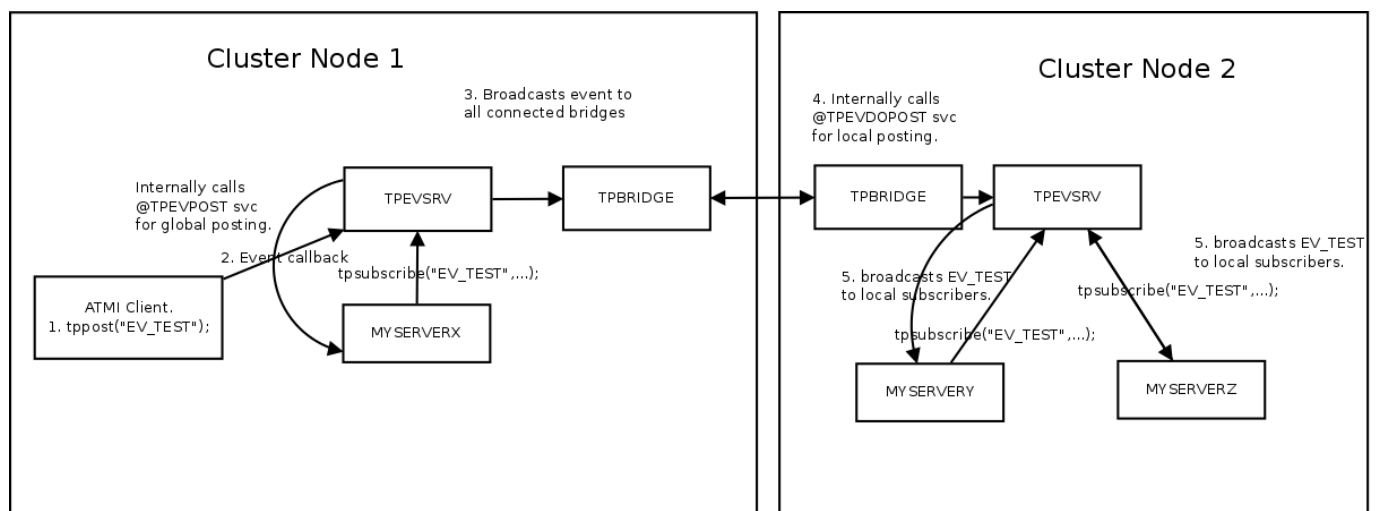 Cluster Node 1
3. Broadcasts event to
all connected bridges
Internally calls
@TPEVPOST svc
for global posting.
TPEVSRV
TPBRIDGE
2. Event callback
tpsubscribe("EV_TEST",...);
ATMI Client.
1. tppost("EV_TEST");
MYSERVERX
Cluster Node 2
4. Internally calls
@TPEVDOPOST svc
for local posting.
TPBRIDGE
TPEVSRV
5. broadcasts EV_TEST
to local subscribers.
5. broadcasts EV_TEST
to local subscribers.
tpsubscribe("EV_TEST",...);
tpsubscribe("EV_TEST",...);
MYSERVERY
MYSERVERZ